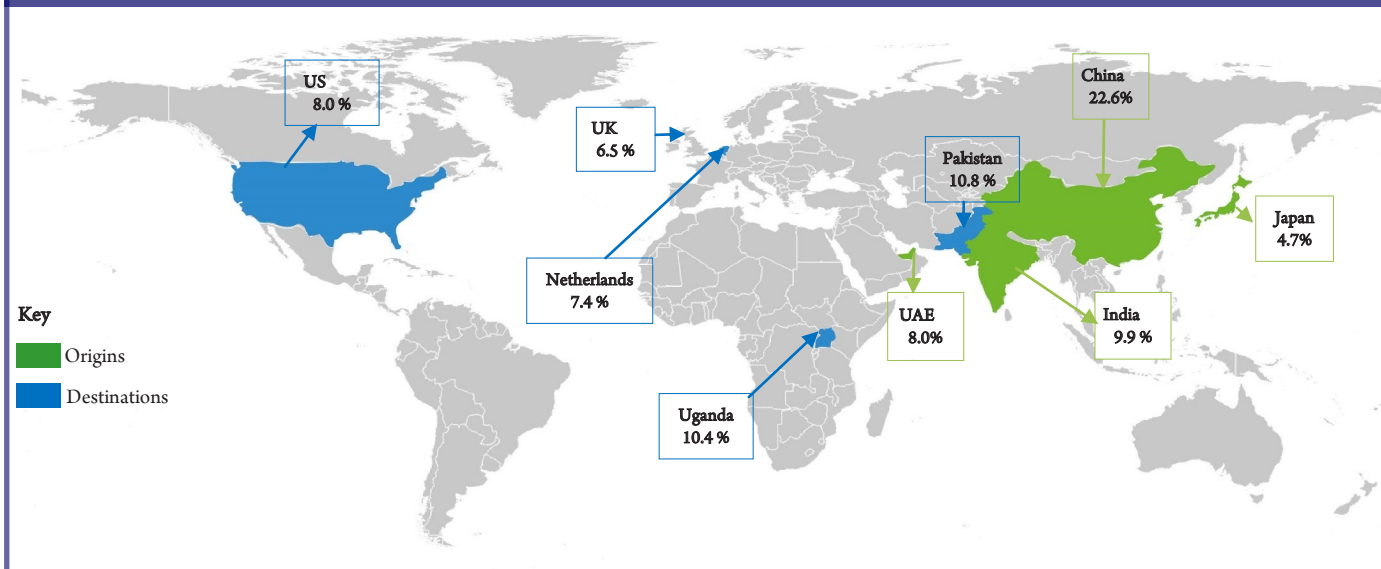 US
8.0 %
UK
6.5 %
China
22.6%
Pakistan
10.8 %
Japan
4.7%
Netherlands
7.4 %
UAE
8.0%
India
9.9 %
Key
Origins
Destinations
Uganda
10.4 %